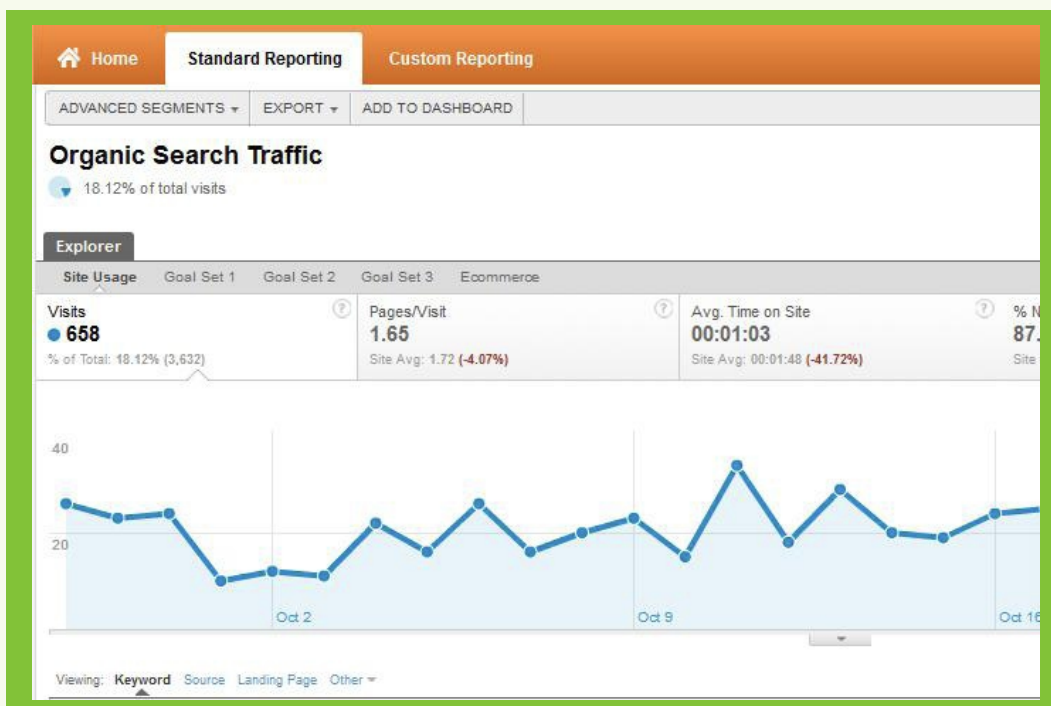 Home Standard Reporting Custom Reporting
ADVANCED SEGMENTS EXPORT ADD TO DASHBOARD
Organic Search Traffic
18.12% of total visits
Explorer
Site Usage Goal Set 1 Goal Set 2 Goal Set 3 Ecommerce
Visits ? Pages/Visit ? Avg. Time on Site ? % N
658 1.65 00:01:03 87.
% of Total: 18.12% (3,632) Site Avg: 1.72 (-4.07%) Site Avg: 00:01:48 (-41.72%) Site
40
20
Oct 2 Oct 9 Oct 16
Viewing: Keyword Source Landing Page Other